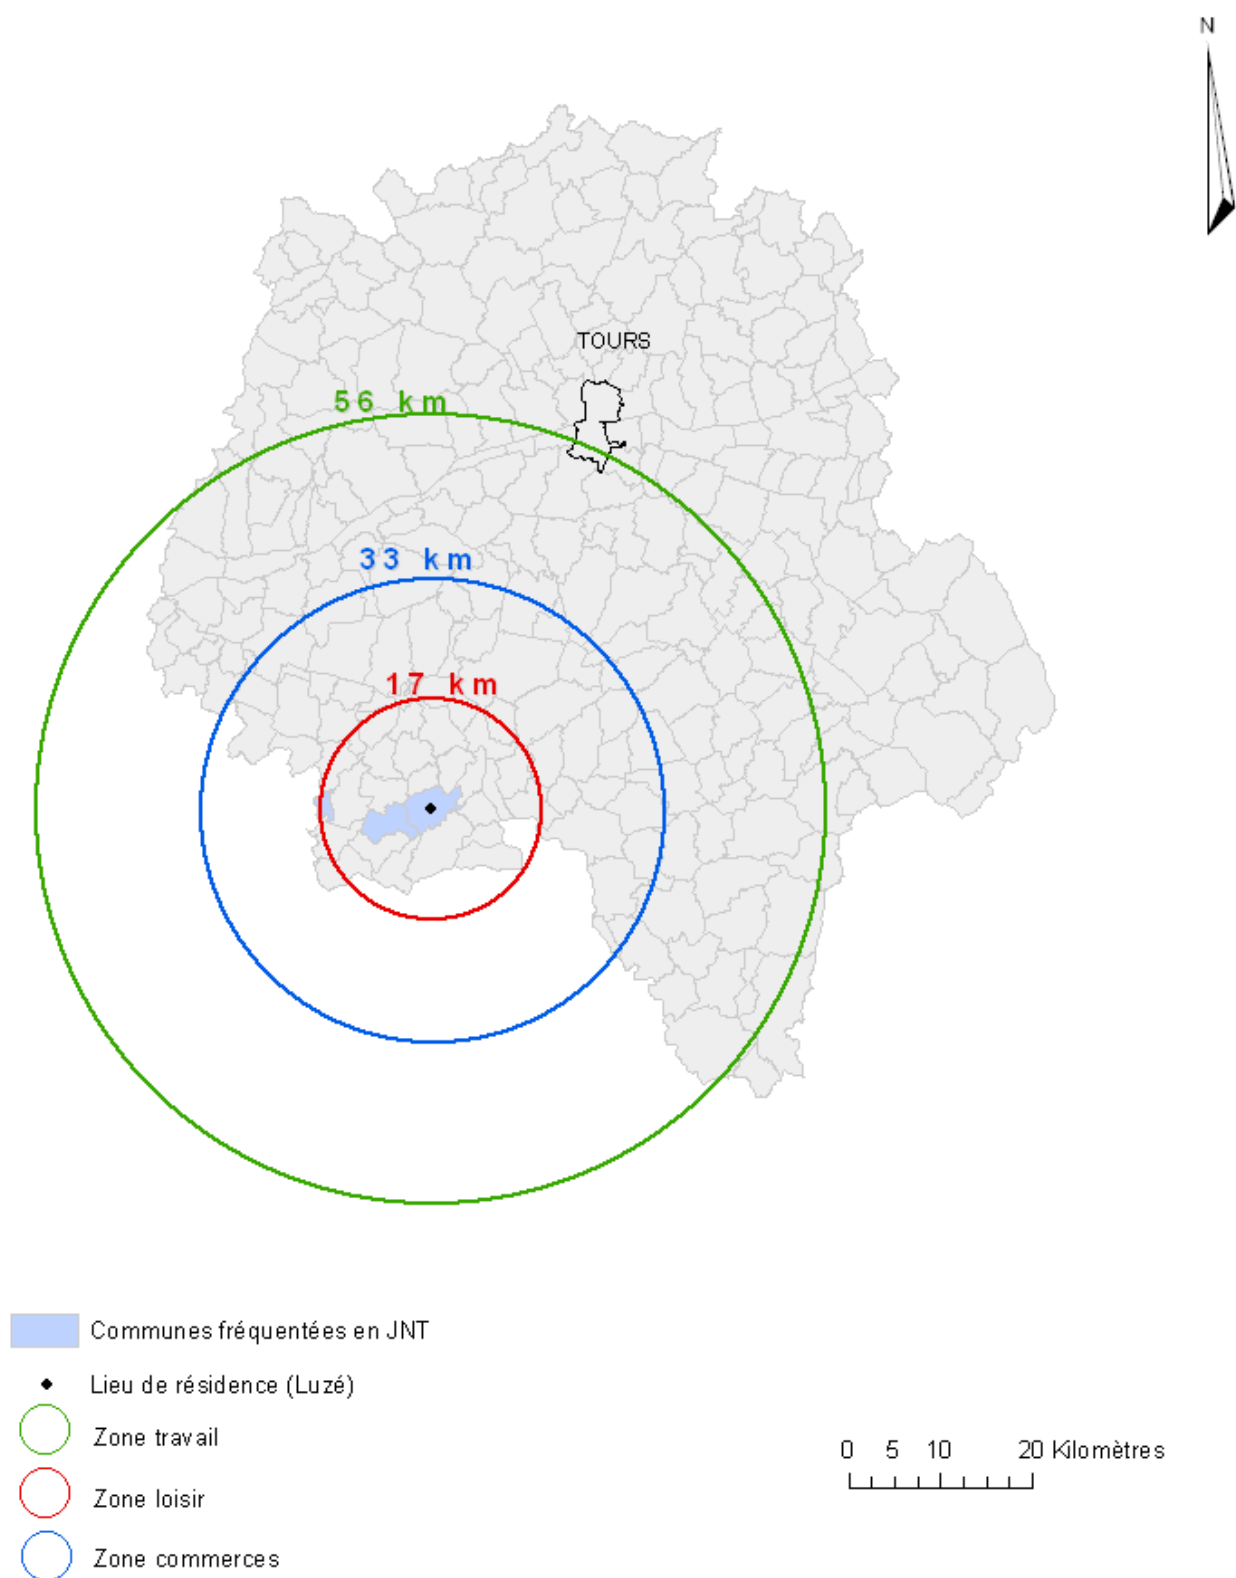 N
TOURS
56 km
33 km
17 km
Communes fréquentées en JNT
Lieu de résidence (Luzé)
Zone travail
0 5 10 20 Kilomètres
Zone loisir
Zone commerces